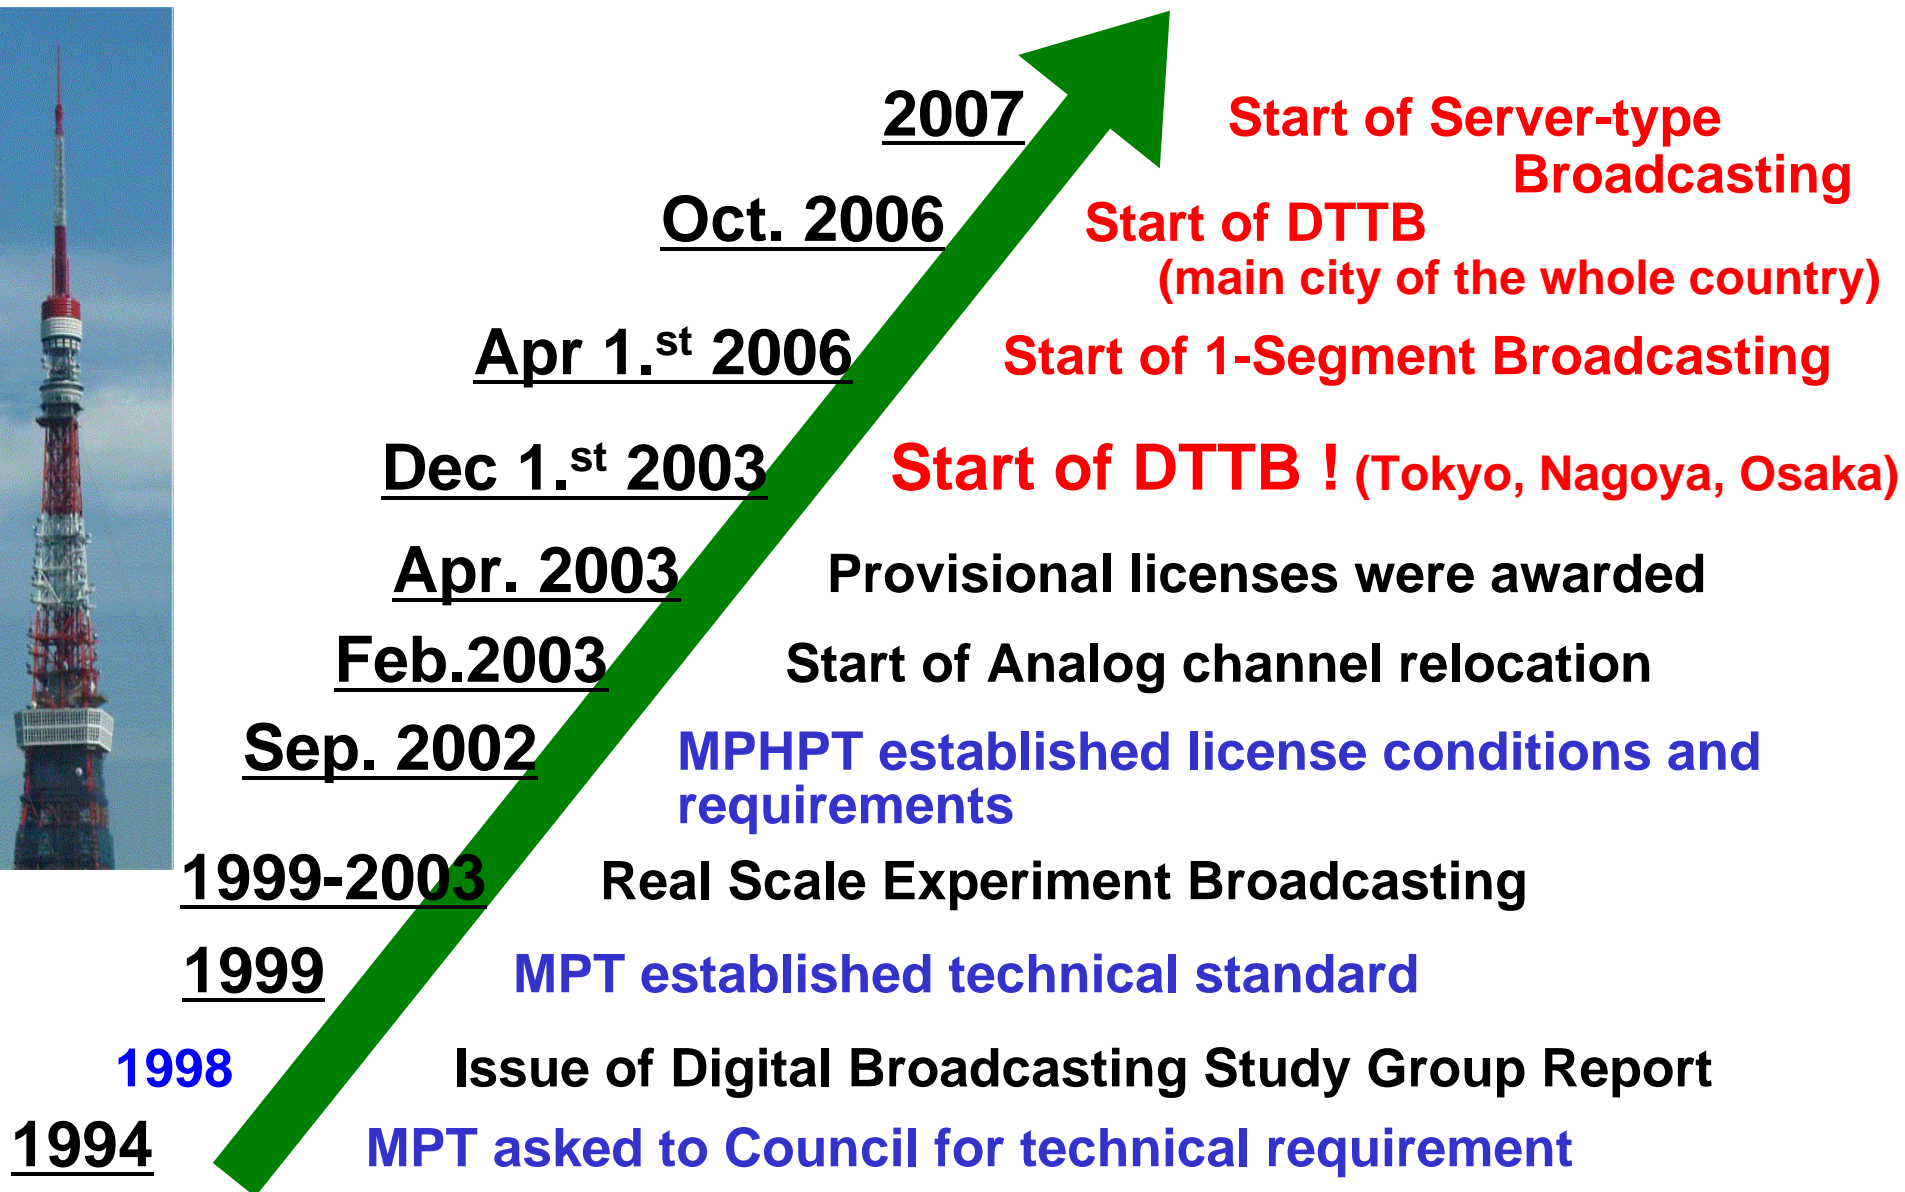 2007 Start of Server-type
Broadcasting
Oct. 2006 Start of DTTB
(main city of the whole country)
Apr 1.st 2006 Start of 1-Segment Broadcasting
Dec 1.st 2003 Start of DTTB ! (Tokyo, Nagoya, Osaka)
Apr. 2003 Provisional licenses were awarded
Feb.2003 Start of Analog channel relocation
Sep. 2002 MPHPT established license conditions and
requirements
1999-2003 Real Scale Experiment Broadcasting
1999 MPT established technical standard
1998 Issue of Digital Broadcasting Study Group Report
1994 MPT asked to Council for technical requirement